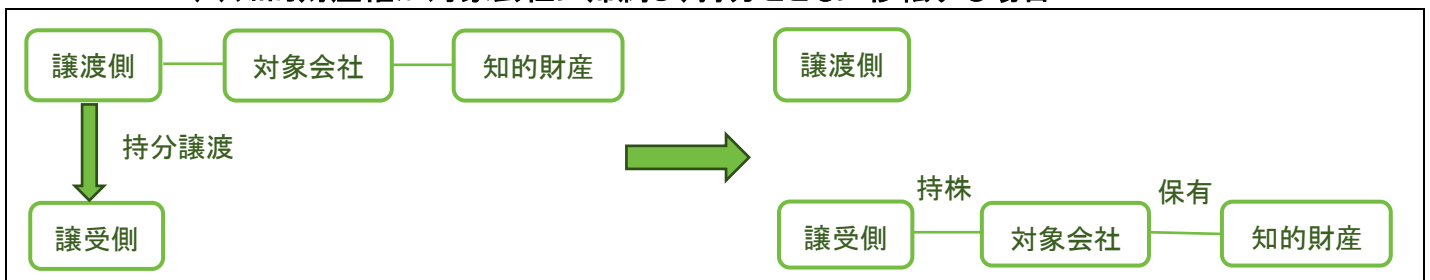 譲渡側 対象会社 知的財産 譲渡側
持分譲渡
持株 保有
譲受側 譲受側 対象会社 知的財産